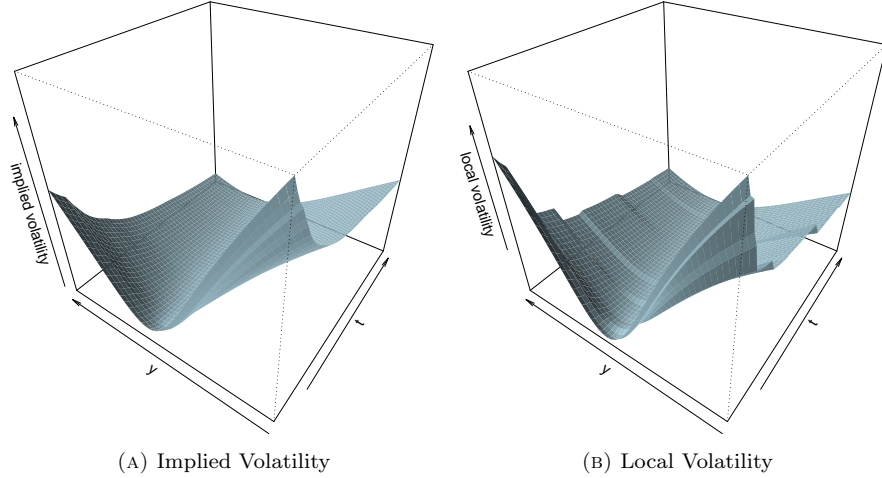 implied volatility
y
t
(A) Implied Volatility
local volatility
y
t
(B) Local Volatility